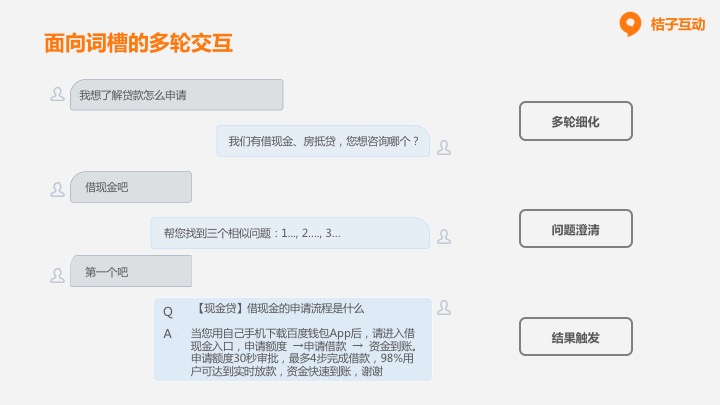 桔子互动
面向词槽的多轮交互
我想了解贷款怎么申请
我们有借现金、房抵贷，您想咨询哪个？
多轮细化
借现金吧
帮您找到三个相似问题：1..., 2...., 3...
问题澄清
第一个吧
Q 【现金贷】借现金的申请流程是什么
A 当您用自己手机下载百度钱包App后，请进入借
现金入口，申请额度 →申请借款 → 资金到账。
申请额度30秒审批，最多4步完成借款，98%用
户可达到实时放款，资金快速到账，谢谢
结果触发